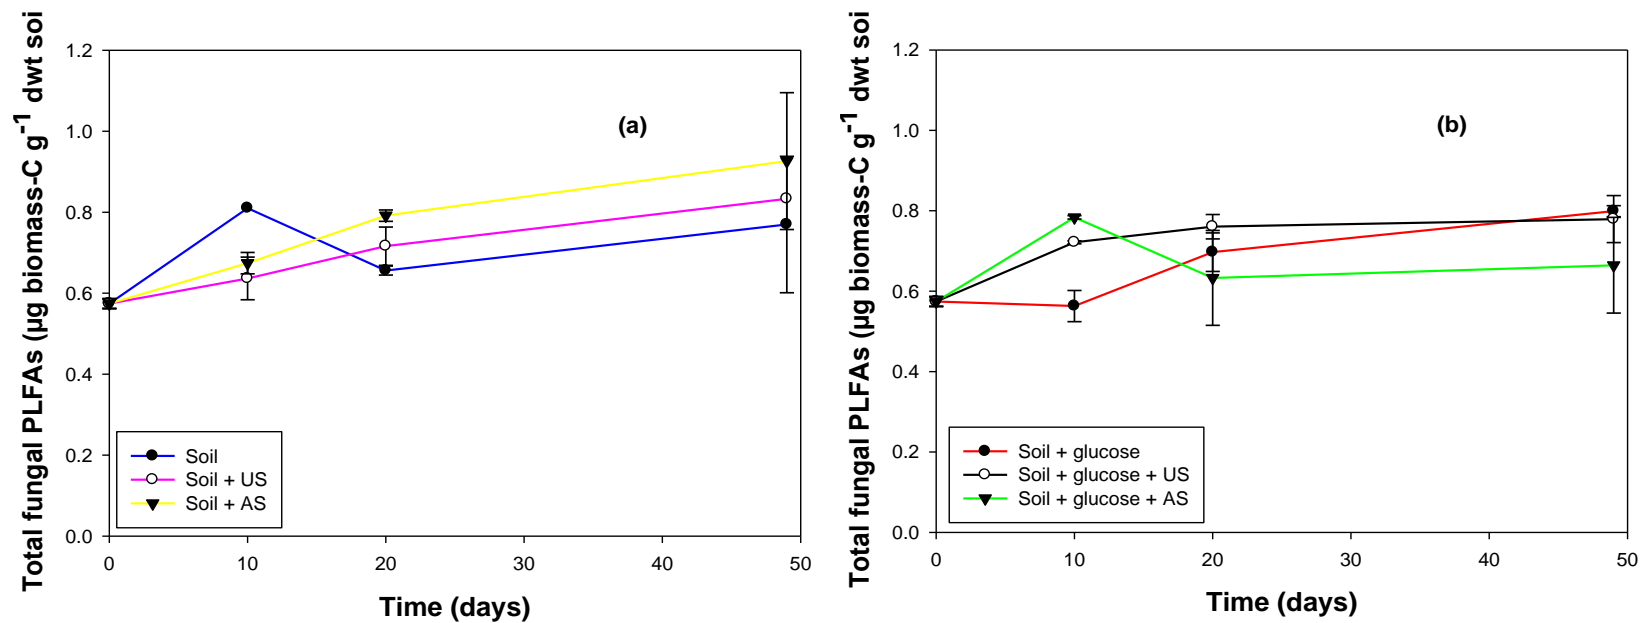 Total fungal PLFAs (µg biomass-C g-1 dwt soi
1.2
1.0
0.8
0.6
0.4
0.2
0.0
(a)
Soil
Soil + US
Soil + AS
0 10 20 30 40 50
Time (days)
Total fungal PLFAs (µg biomass-C g-1 dwt soi
1.2
1.0
0.8
0.6
0.4
0.2
0.0
(b)
Soil + glucose
Soil + glucose + US
Soil + glucose + AS
0 10 20 30 40 50
Time (days)